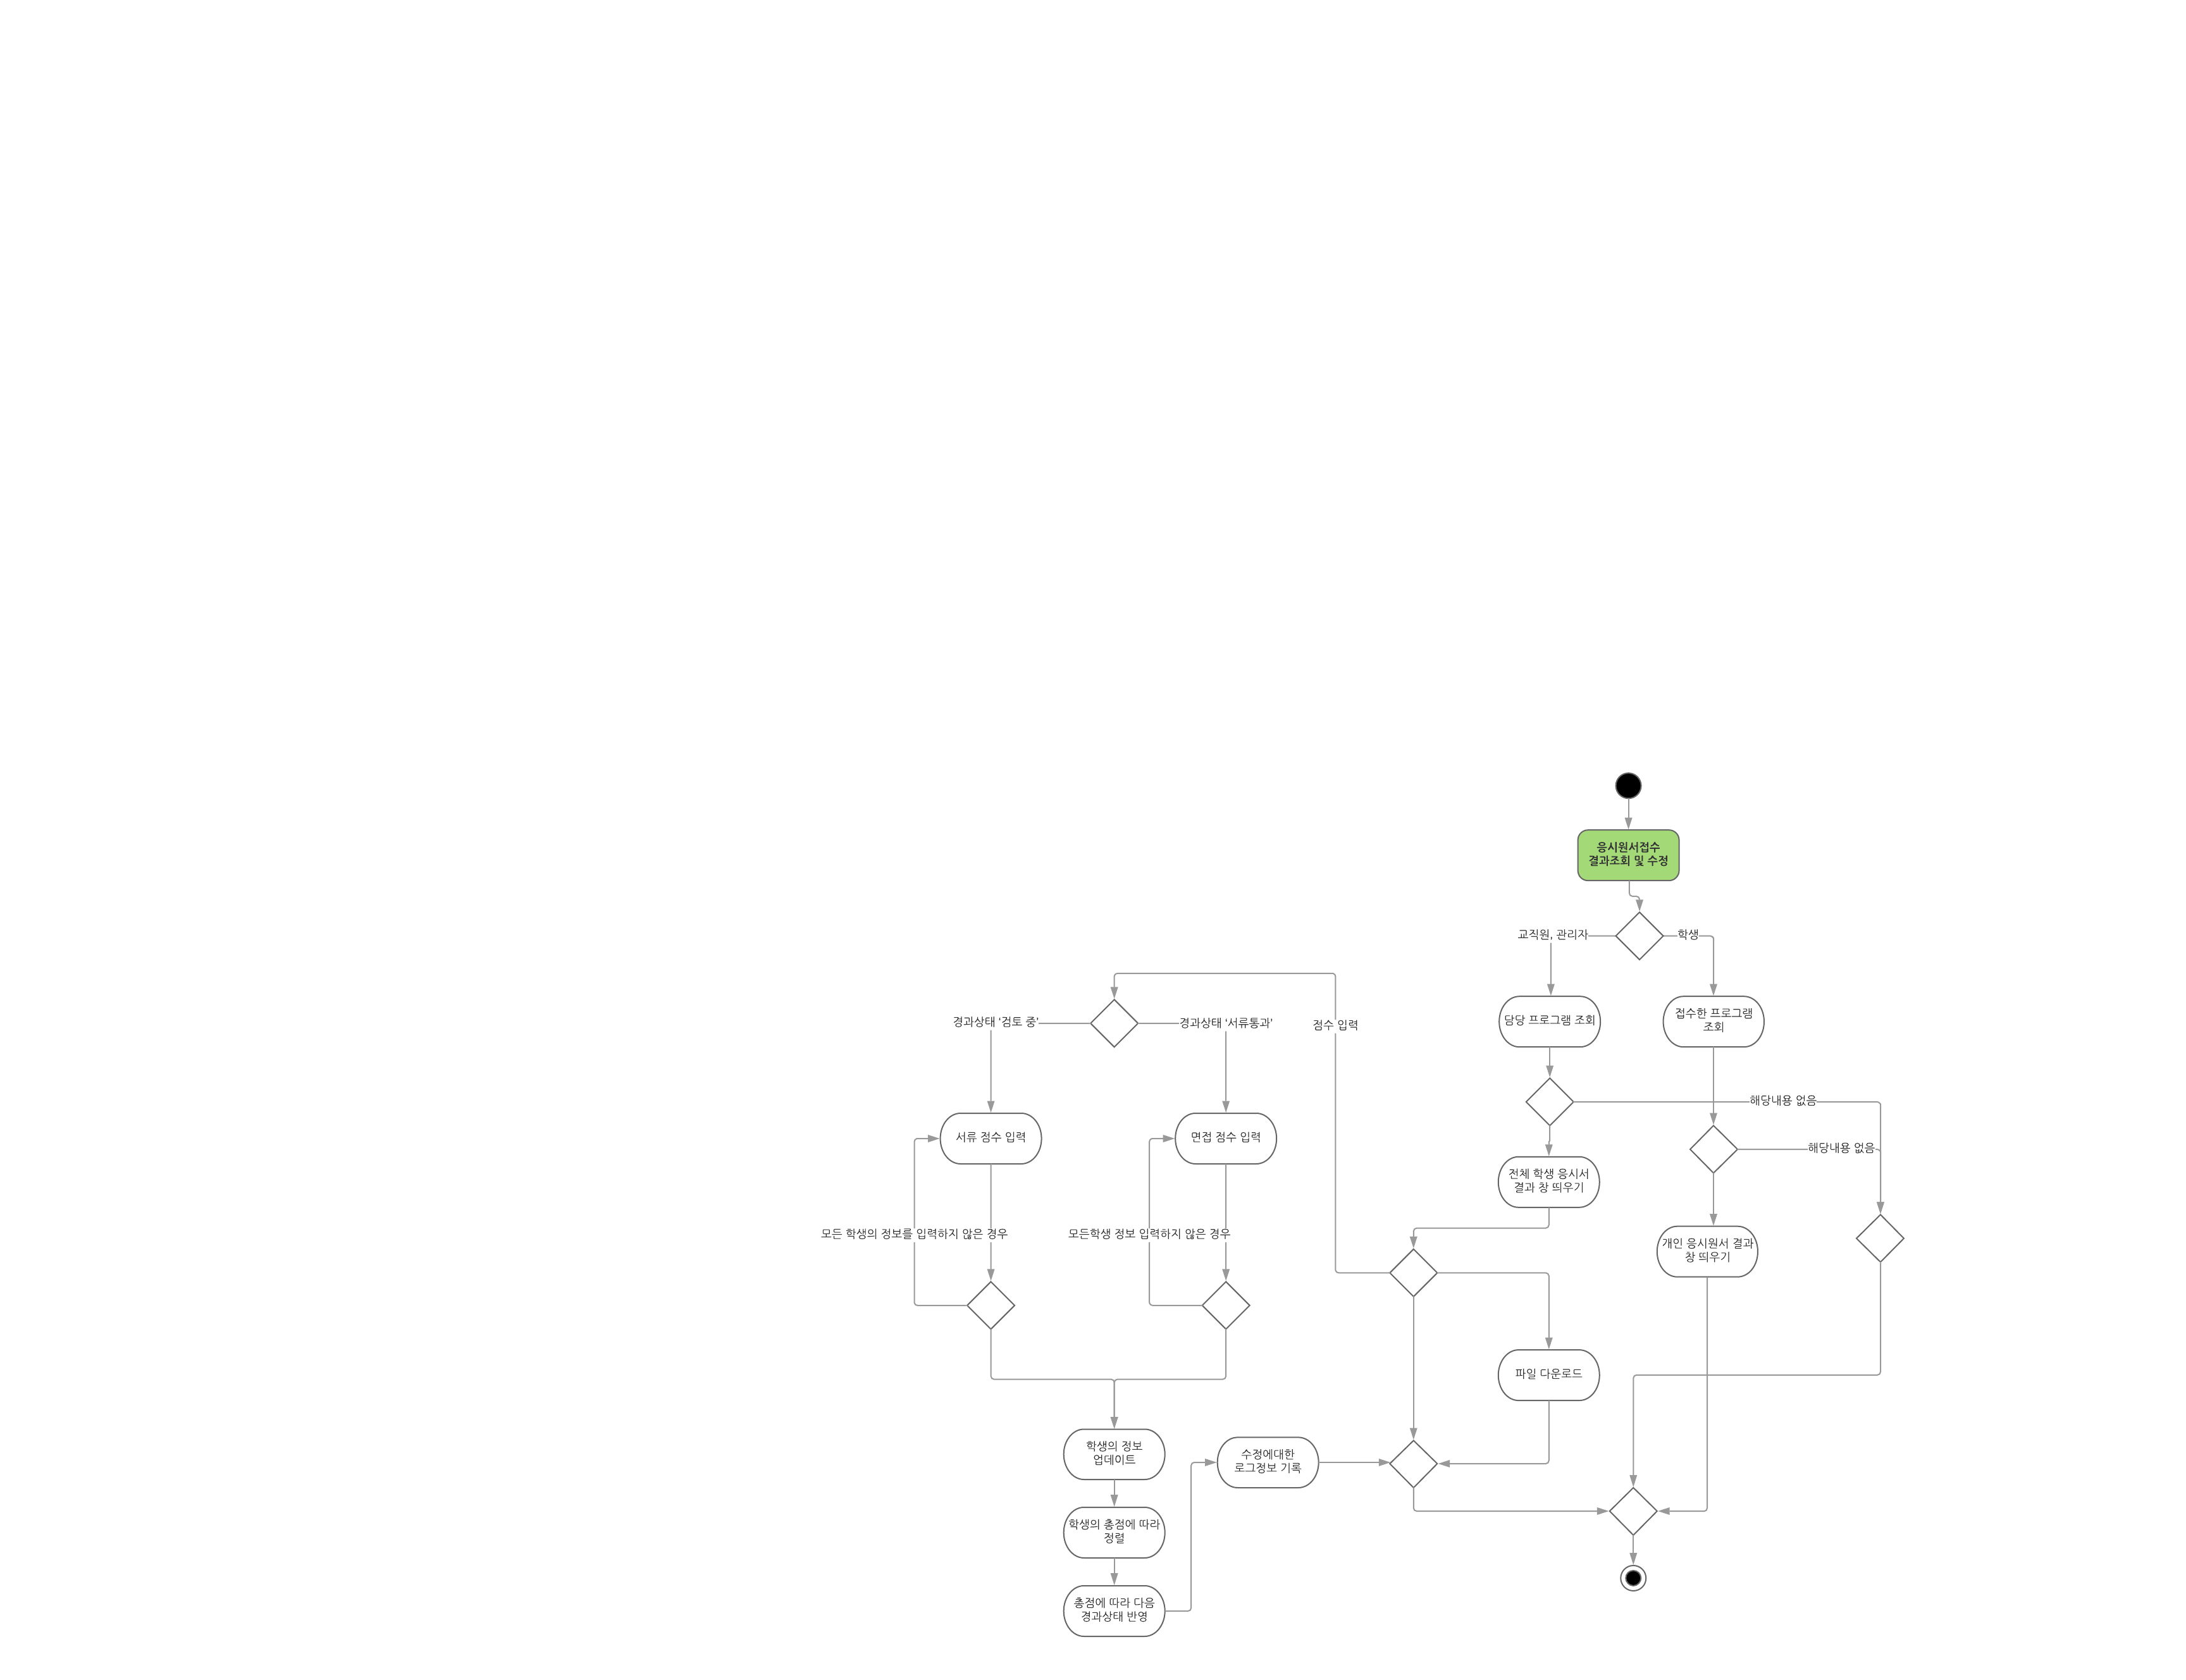 응시원서접수
결과조회 및 수정
교직원, 관리자
학생
경과상태 '검토 중'
경과상태 '서류통과'
점수 입력
담당 프로그램 조회
접수한 프로그램
조회
해당내용 없음
서류 점수 입력
면접 점수 입력
해당내용 없음
전체 학생 응시서
결과 창 띄우기
모든 학생의 정보를 입력하지 않은 경우
모든학생 정보 입력하지 않은 경우
개인 응시원서 결과
창 띄우기
파일 다운로드
학생의 정보
업데이트
수정에대한
로그정보 기록
학생의 총점에 따라
정렬
총점에 따라 다음
경과상태 반영